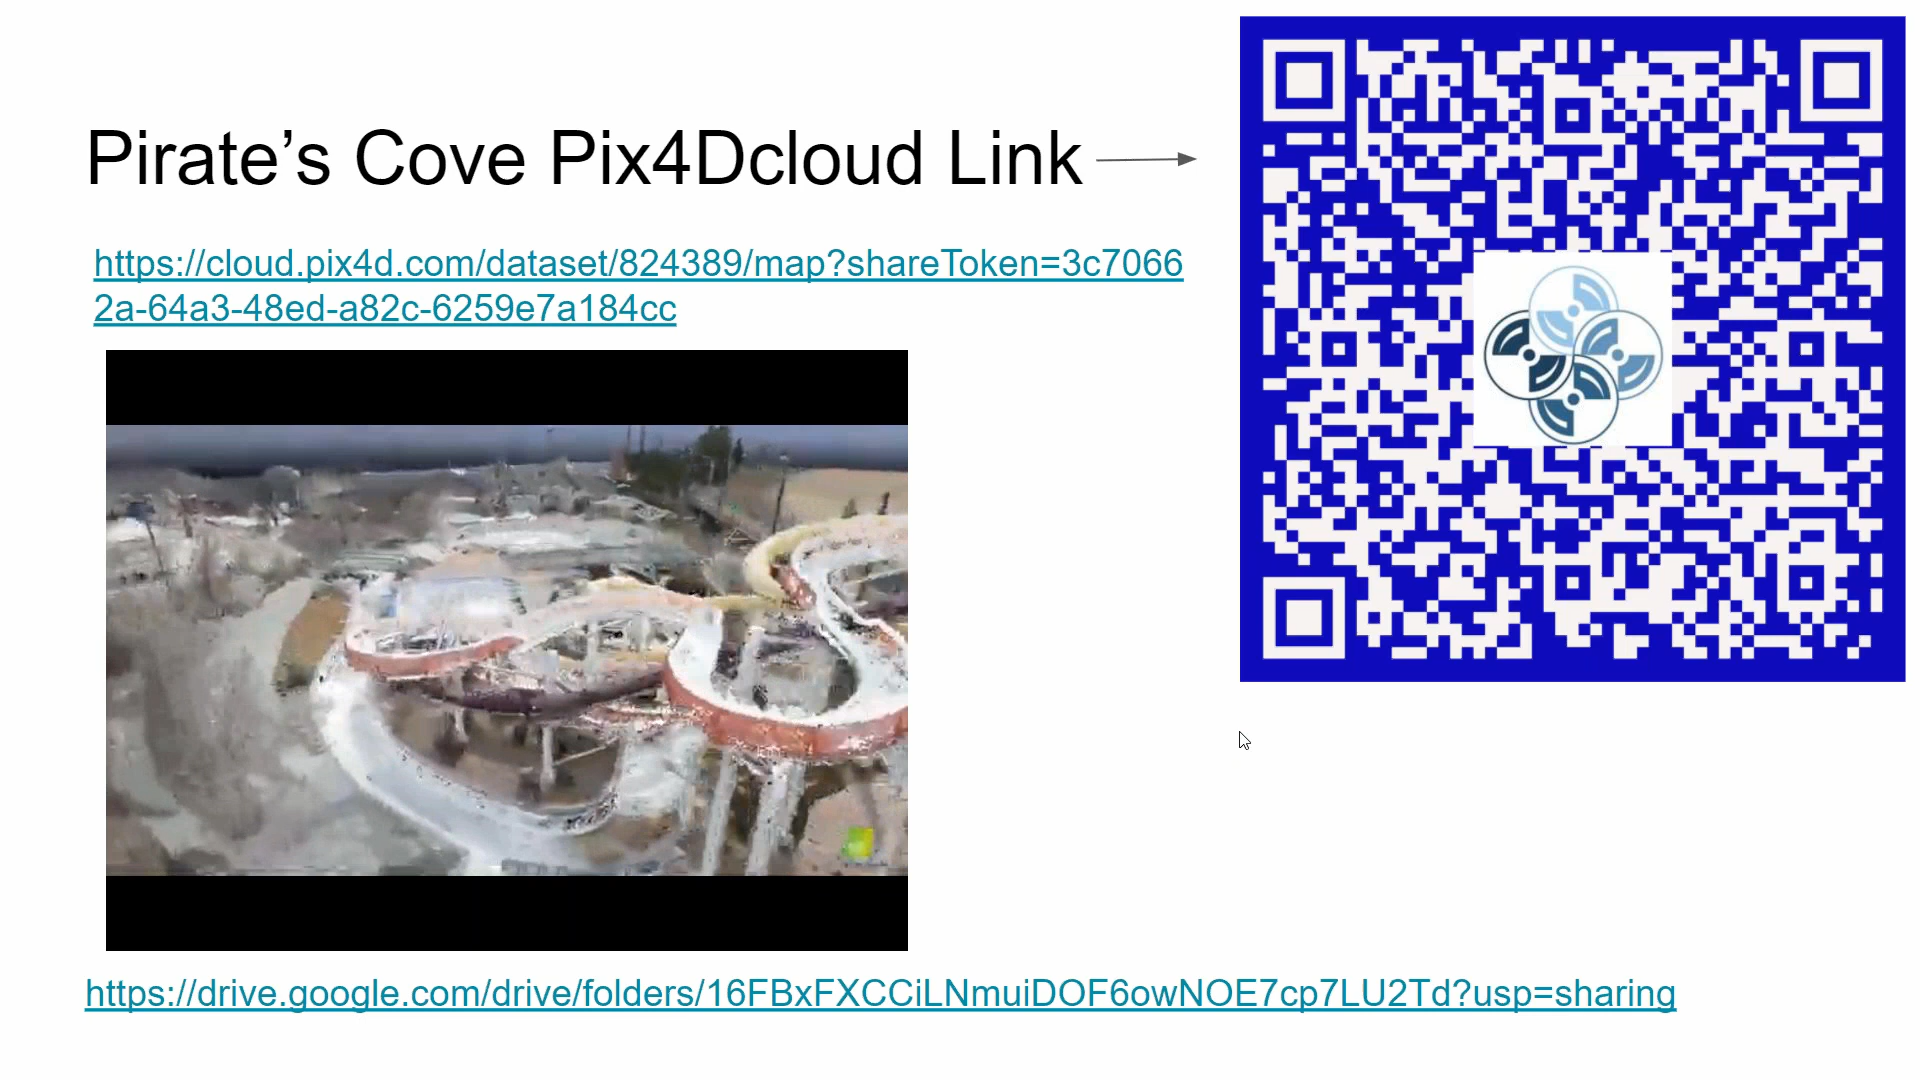 Pirate’s Cove Pix4Dcloud Link
https://cloud.pix4d.com/dataset/824389/map?shareToken=3c7066
2a-64a3-48ed-a82c-6259e7a184cc
https://drive.google.com/drive/folders/16FBxFXCCiLNmuiDOF6owNOE7cp7LU2Td?usp=sharing